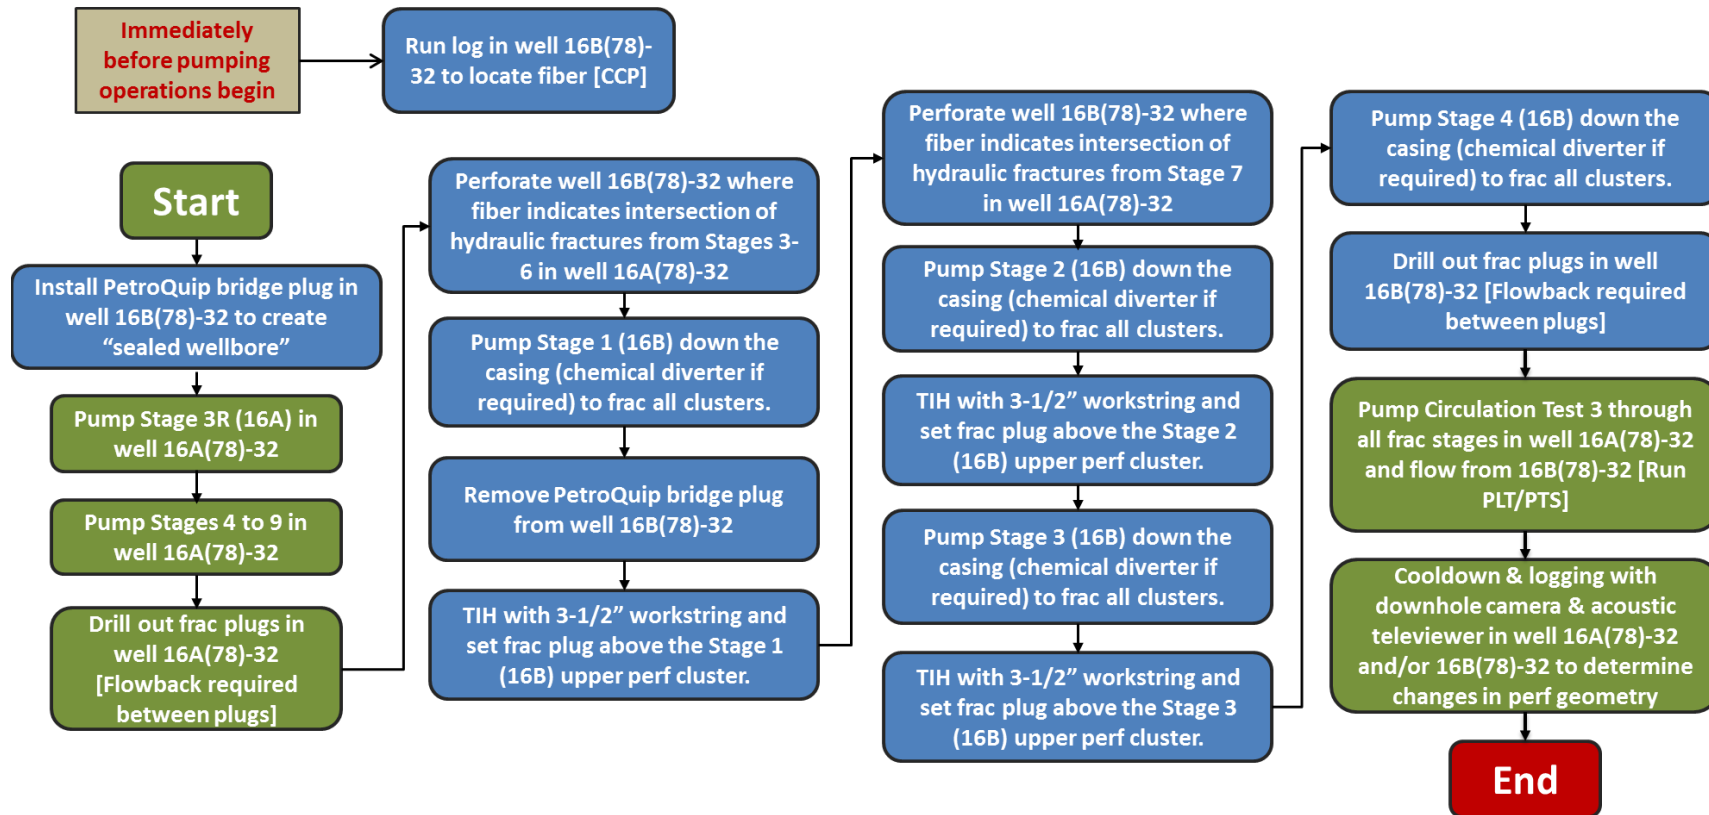 Immediately
before pumping
operations begin
Run log in well 16B(78)-
32 to locate fiber [CCP]
Start
Install PetroQuip bridge plug in
well 16B(78)-32 to create
“sealed wellbore”
Pump Stage 3R (16A) in
well 16A(78)-32
Pump Stages 4 to 9 in
well 16A(78)-32
Drill out frac plugs in
well 16A(78)-32
[Flowback required
between plugs]
Perforate well 16B(78)-32 where
fiber indicates intersection of
hydraulic fractures from Stages 3-
6 in well 16A(78)-32
Pump Stage 1 (16B) down the
casing (chemical diverter if
required) to frac all clusters.
Remove PetroQuip bridge plug
from well 16B(78)-32
TIH with 3-1/2” workstring and
set frac plug above the Stage 1
(16B) upper perf cluster.
Perforate well 16B(78)-32 where
fiber indicates intersection of
hydraulic fractures from Stage 7
in well 16A(78)-32
Pump Stage 2 (16B) down the
casing (chemical diverter if
required) to frac all clusters.
TIH with 3-1/2” workstring and
set frac plug above the Stage 2
(16B) upper perf cluster.
Pump Stage 3 (16B) down the
casing (chemical diverter if
required) to frac all clusters.
TIH with 3-1/2” workstring and
set frac plug above the Stage 3
(16B) upper perf cluster.
Pump Stage 4 (16B) down the
casing (chemical diverter if
required) to frac all clusters.
Drill out frac plugs in well
16B(78)-32 [Flowback required
between plugs]
Pump Circulation Test 3 through
all frac stages in well 16A(78)-32
and flow from 16B(78)-32 [Run
PLT/PTS]
Cooldown & logging with
downhole camera & acoustic
televiewer in well 16A(78)-32
and/or 16B(78)-32 to determine
changes in perf geometry
End